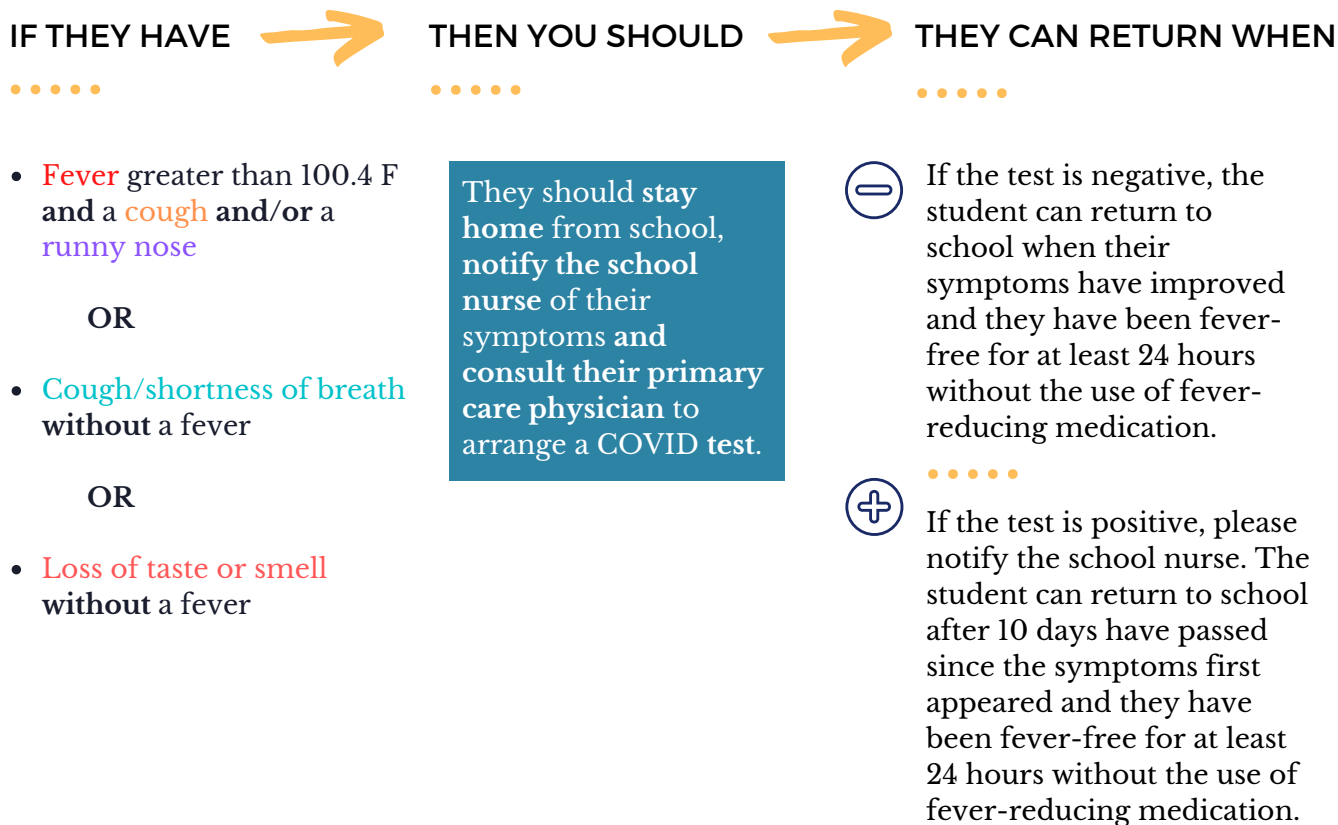 IF THEY HAVE
THEN YOU SHOULD
THEY CAN RETURN WHEN
Fever greater than 100.4 F
and a cough and/or a
runny nose
OR
Cough/shortness of breath
without a fever
OR
Loss of taste or smell
without a fever
They should stay
home from school,
notify the school
nurse of their
symptoms and
consult their primary
care physician to
arrange a COVID test.
If the test is negative, the
student can return to
school when their
symptoms have improved
and they have been fever-
free for at least 24 hours
without the use of fever-
reducing medication.
If the test is positive, please
notify the school nurse. The
student can return to school
after 10 days have passed
since the symptoms first
appeared and they have
been fever-free for at least
24 hours without the use of
fever-reducing medication.